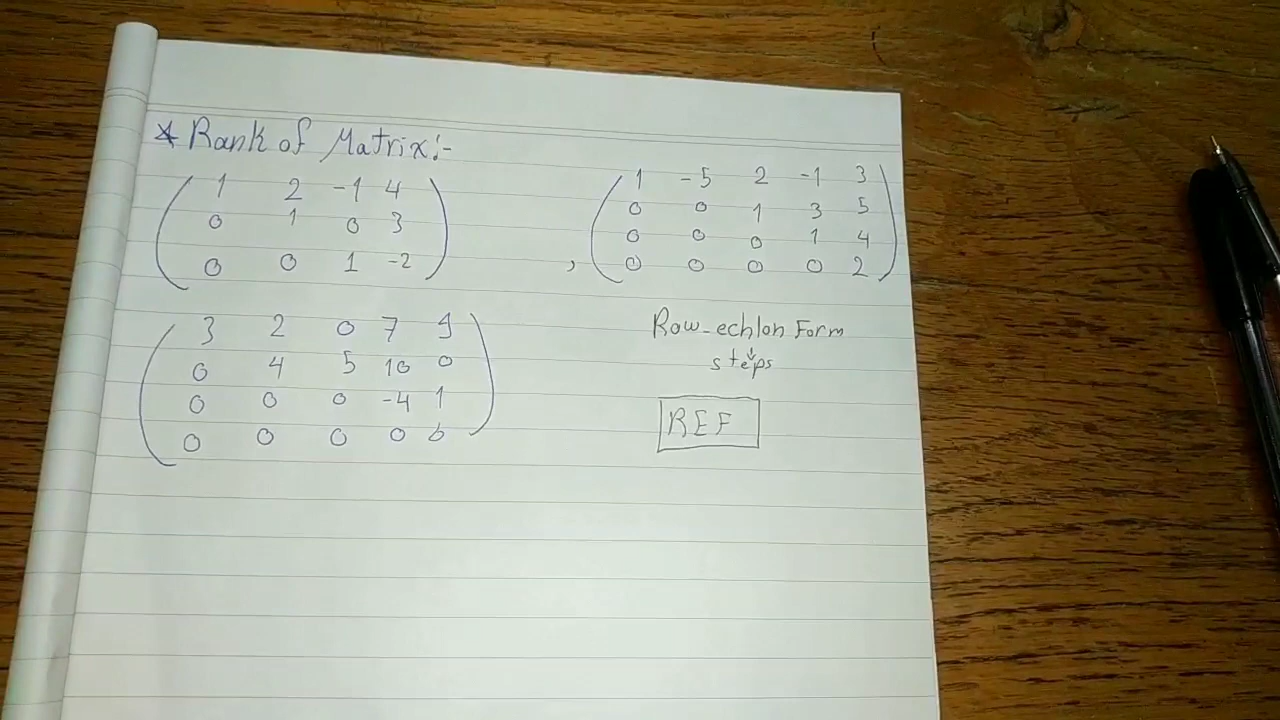 * Rank of Matrix:-
1 2 -1 4
0 1 0 3
0 0 1 -2
,
1 -5 2 -1 3
0 0 1 3 5
0 0 0 1 4
0 0 0 0 2
3 2 0 7 9
0 4 5 10 0
0 0 0 -4 1
0 0 0 0 6
Row-echlon Form
↓
steps
REF